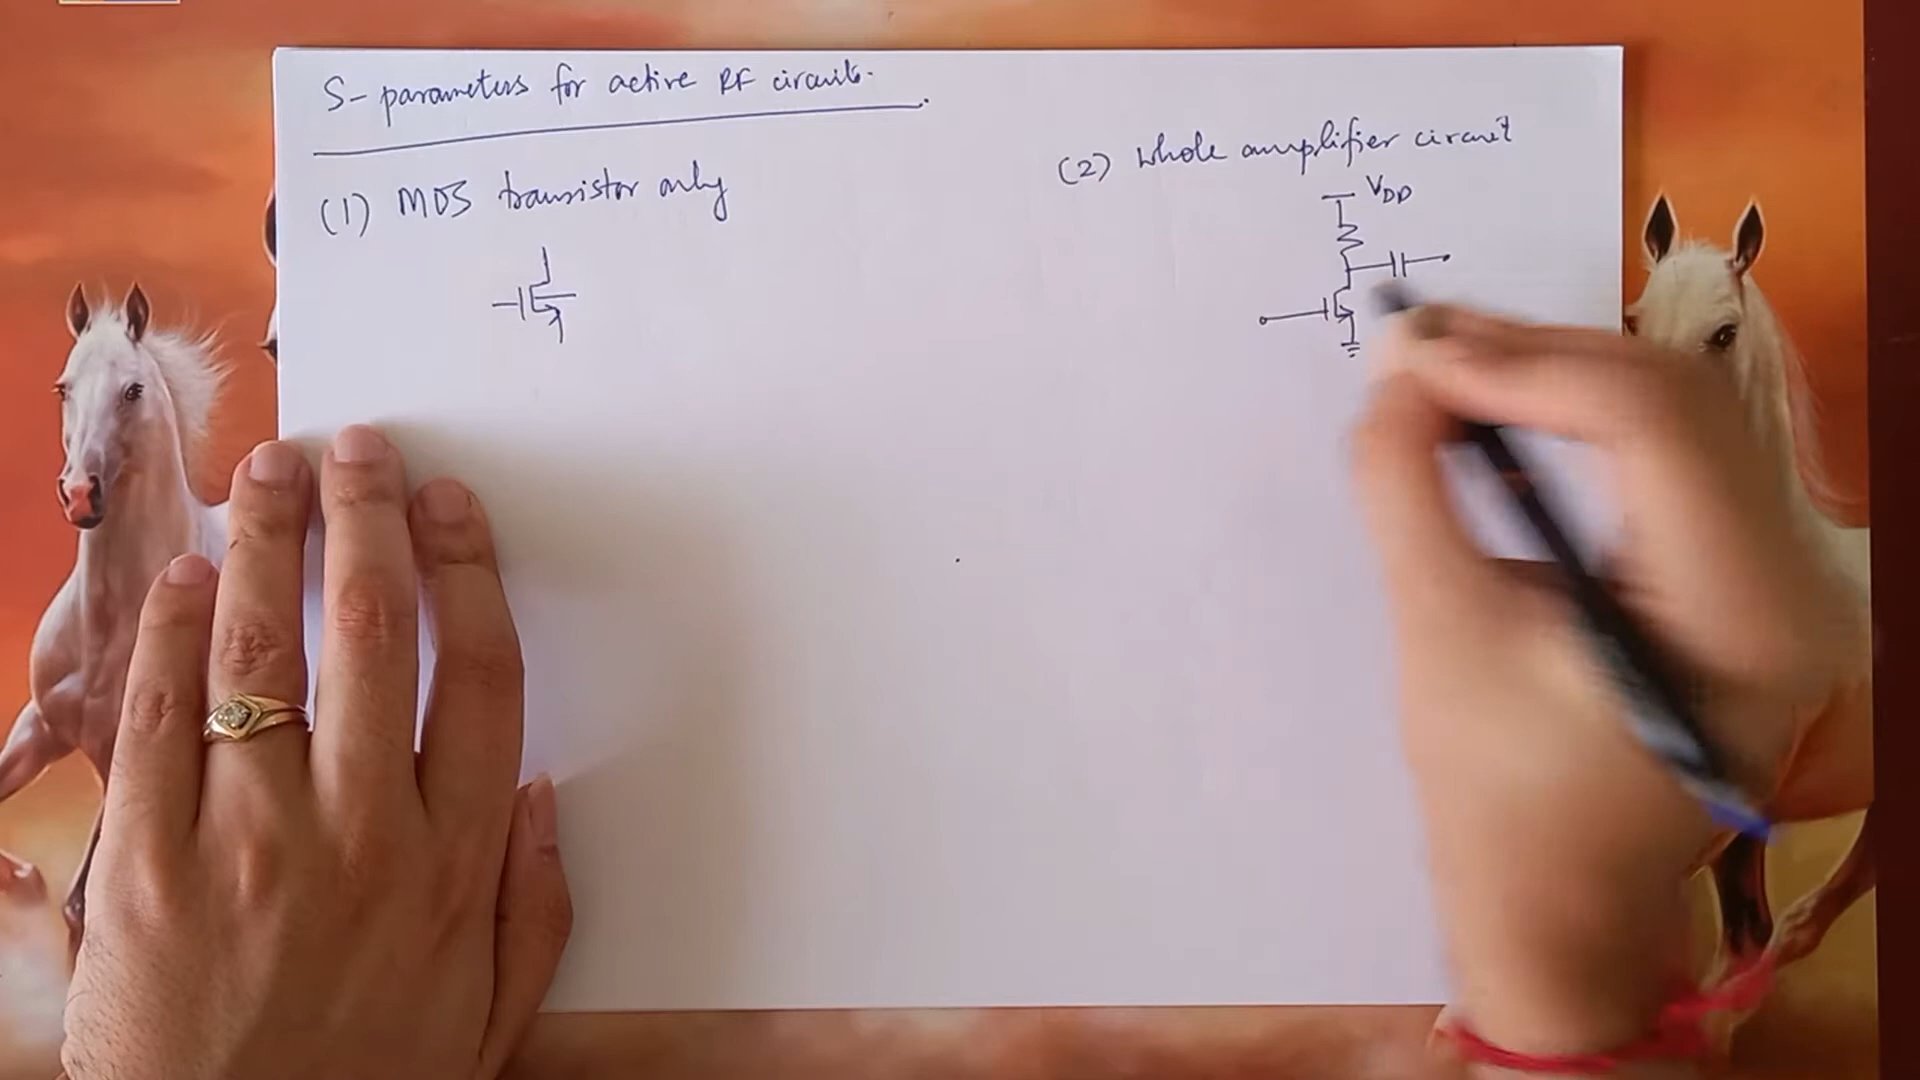 S-parameters for active RF circuits.
(1) MOS transistor only
(2) Whole amplifier circuit
VDD